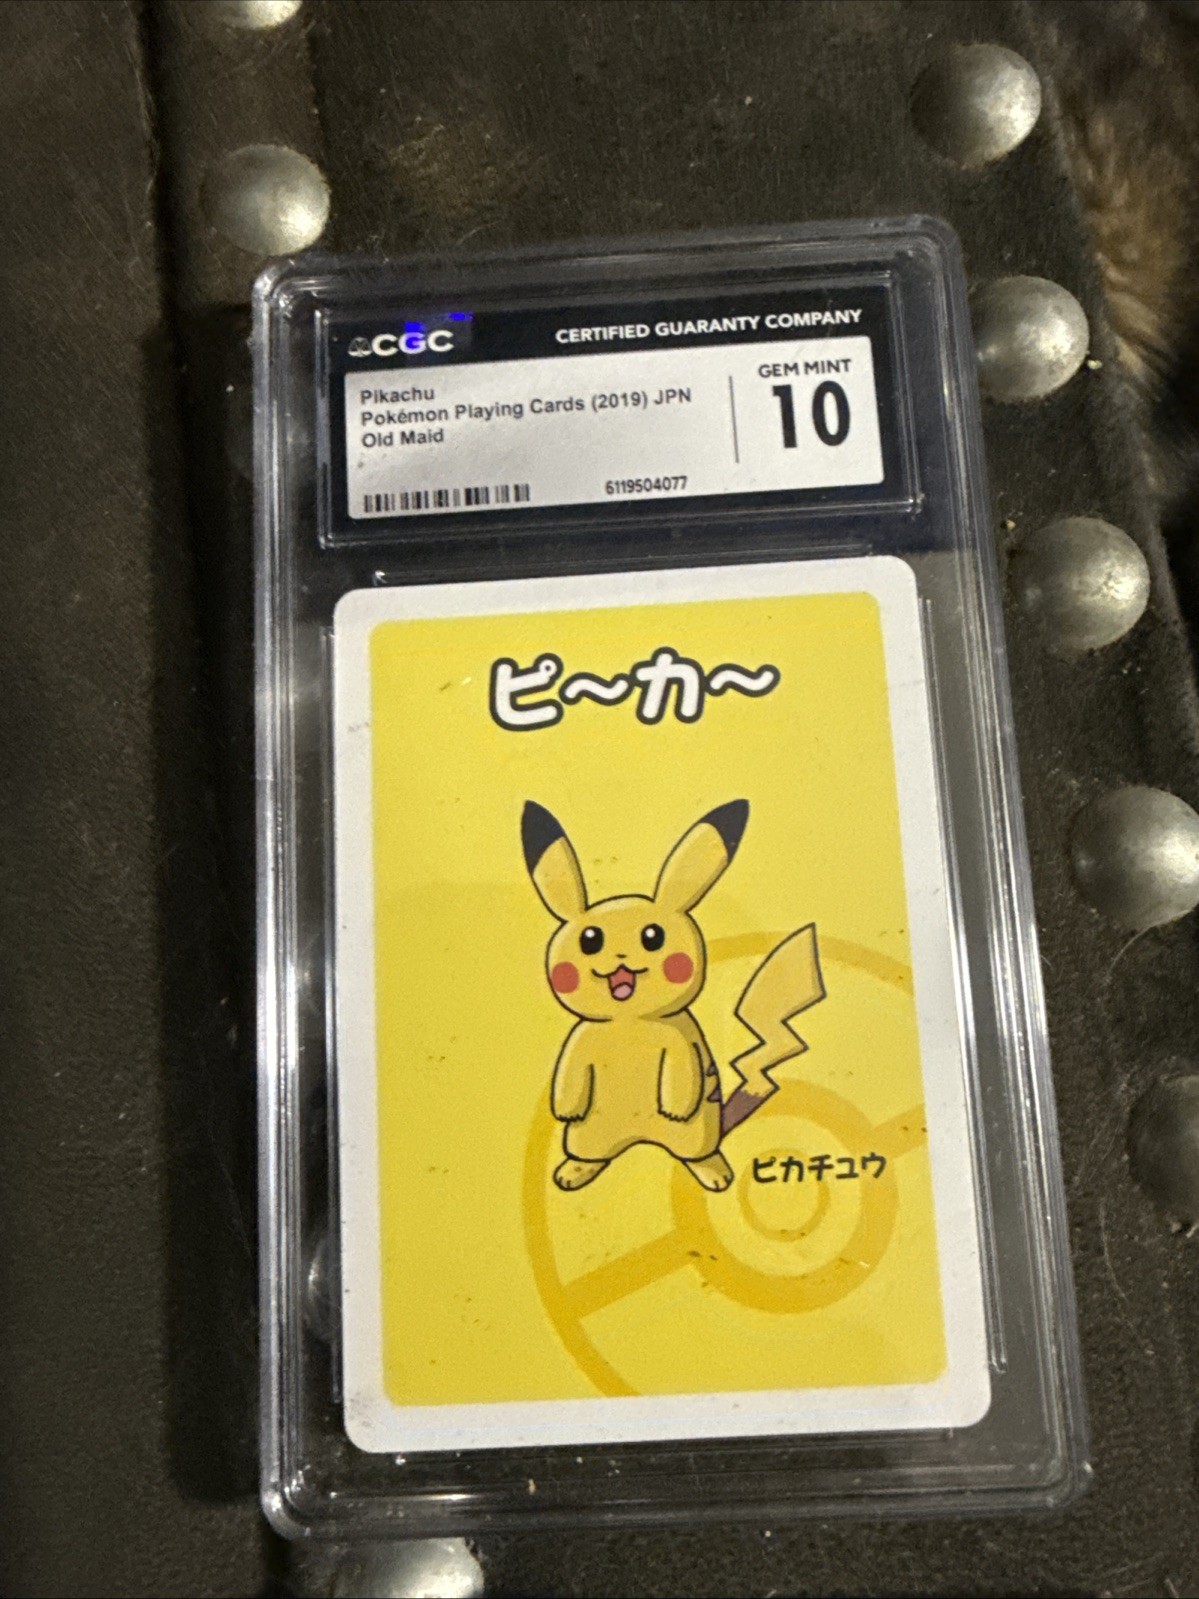 CGC
CERTIFIED GUARANTY COMPANY
Pikachu
Pokémon Playing Cards (2019) JPN
Old Maid
GEM MINT
10
6119504077
ピ〜カ〜
ピカチュウ